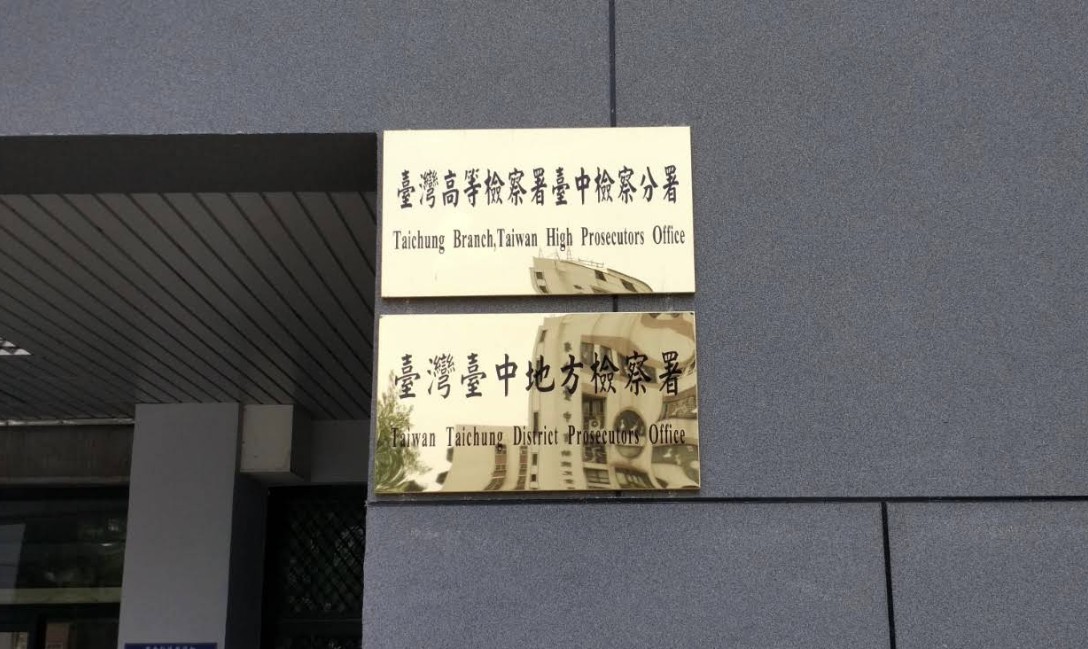 臺灣高等檢察署臺中檢察分署
Taichung Branch,Taiwan High Prosecutors Office
臺灣臺中地方檢察署
Taiwan Taichung District Prosecutors Office